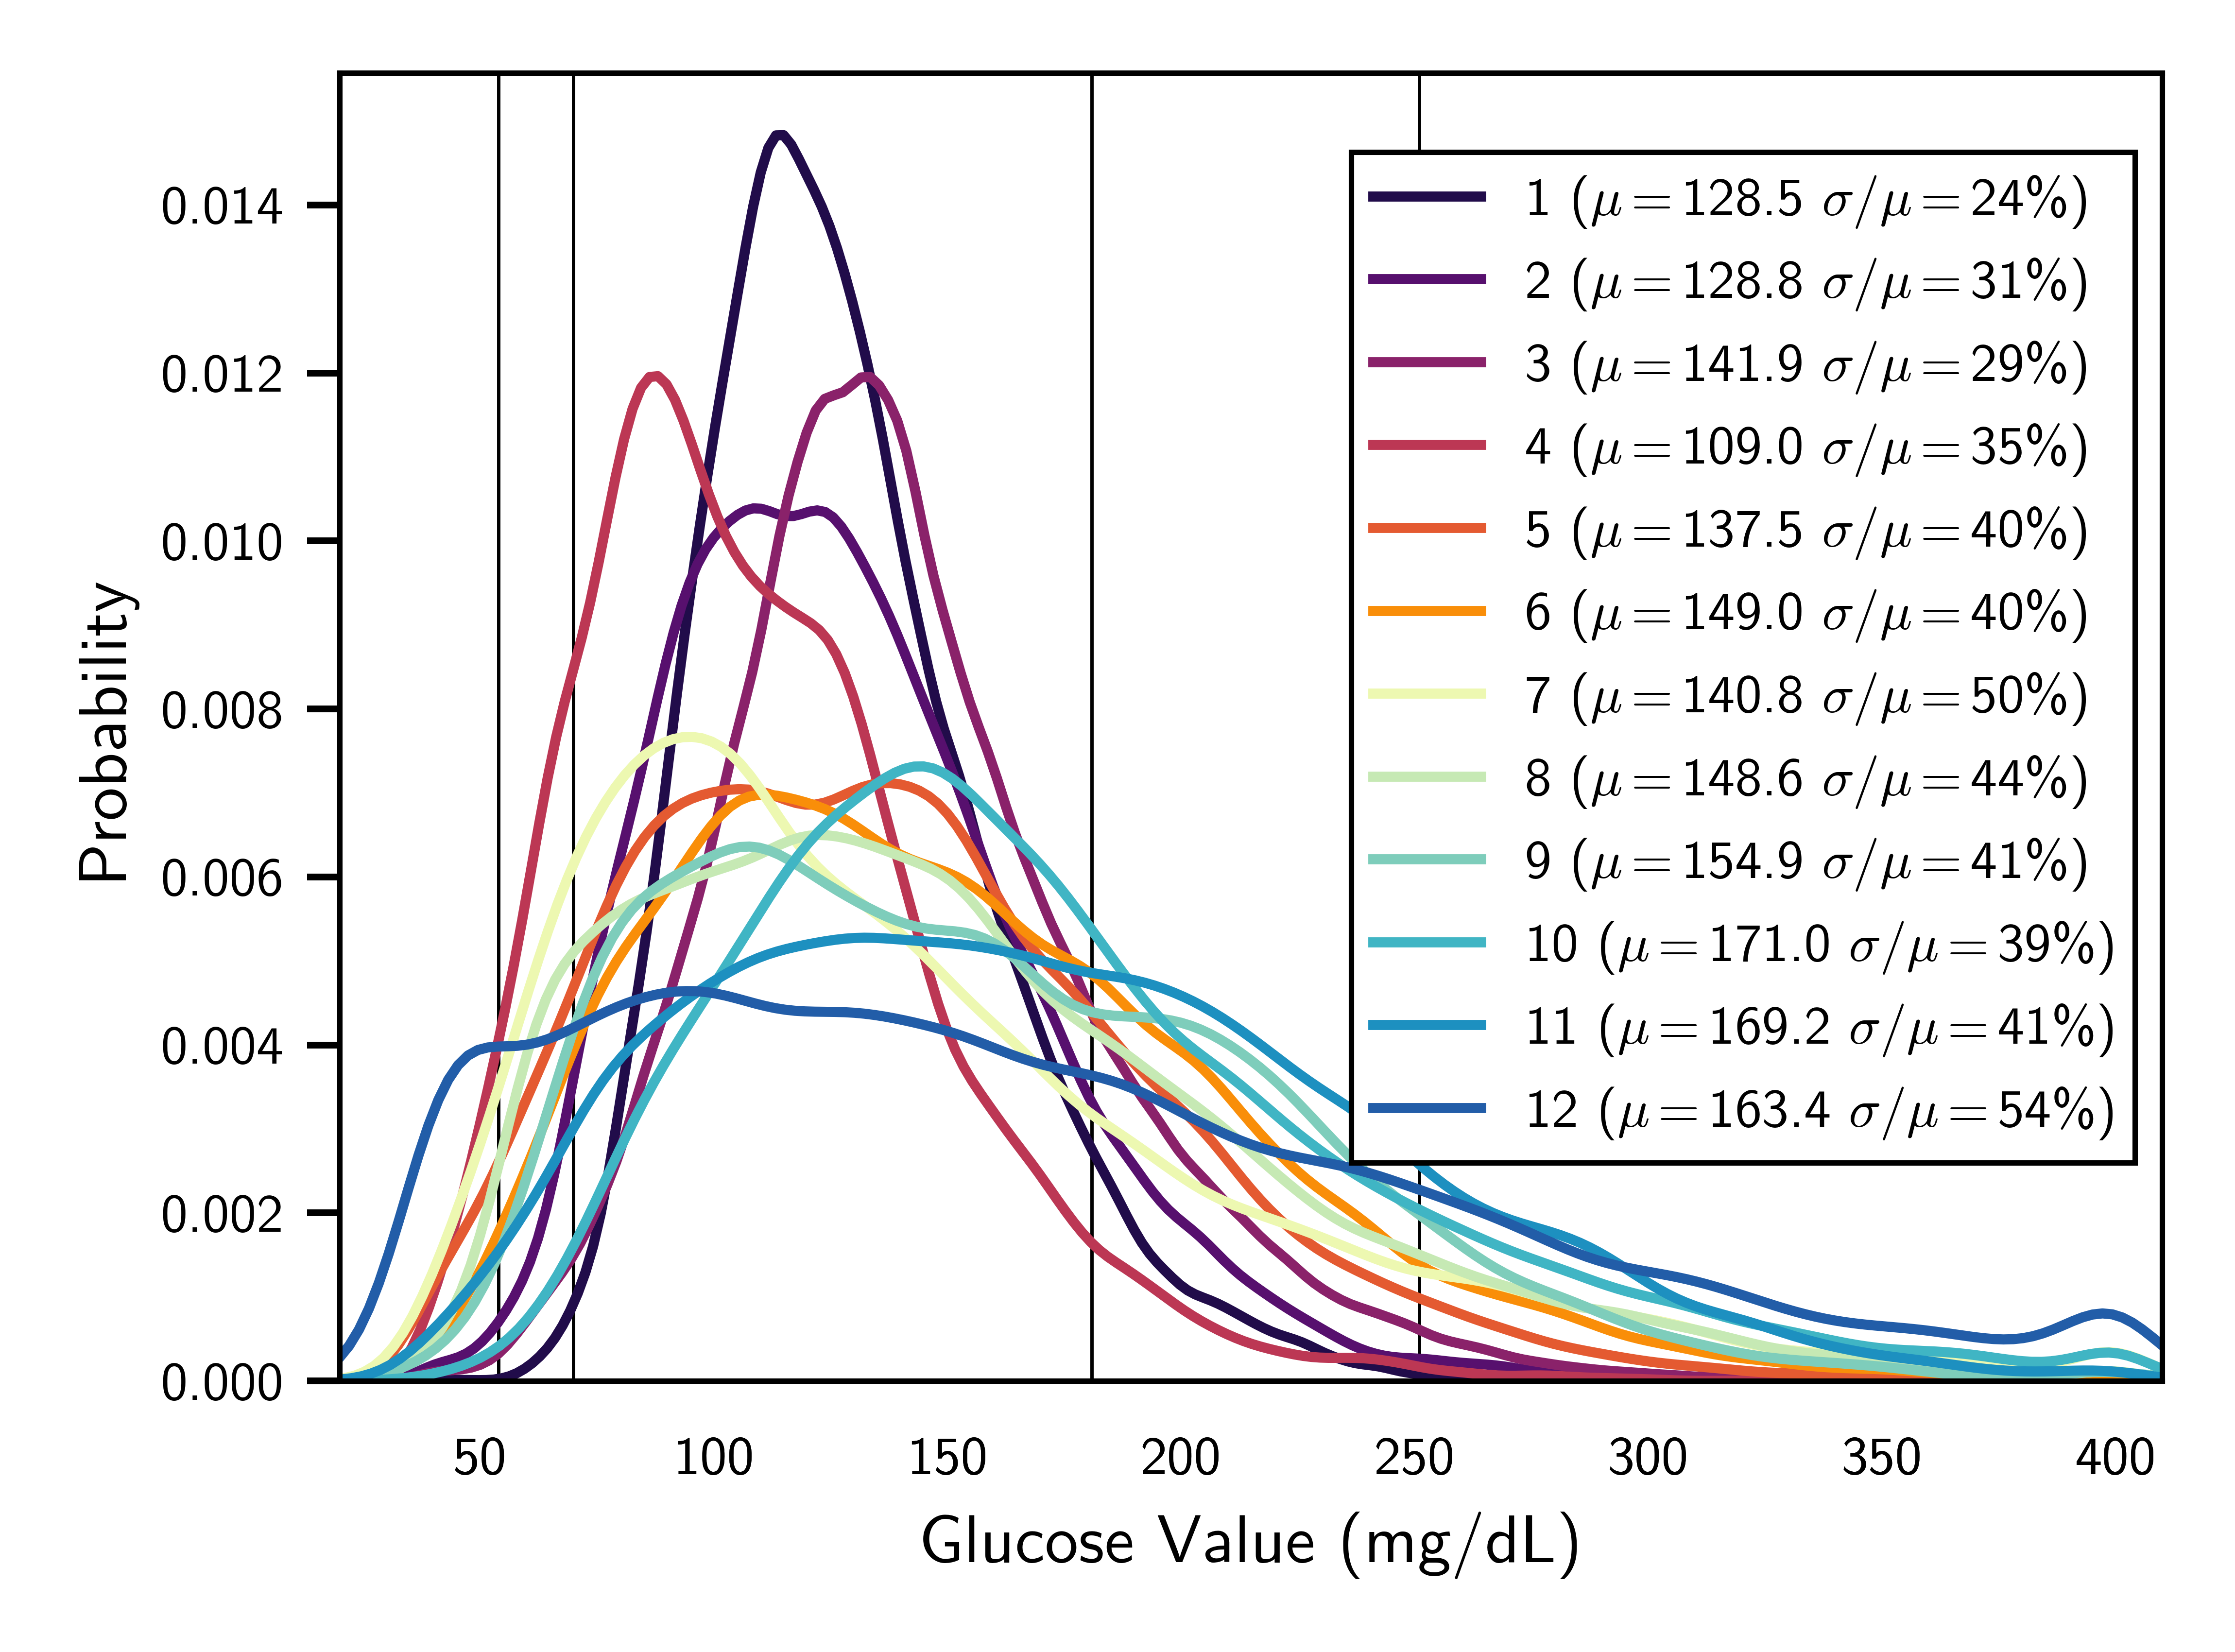 Probability
0.014
0.012
0.010
0.008
0.006
0.004
0.002
0.000
50 100 150 200 250 300 350 400
Glucose Value (mg/dL)
1 (μ = 128.5 σ/μ = 24%)
2 (μ = 128.8 σ/μ = 31%)
3 (μ = 141.9 σ/μ = 29%)
4 (μ = 109.0 σ/μ = 35%)
5 (μ = 137.5 σ/μ = 40%)
6 (μ = 149.0 σ/μ = 40%)
7 (μ = 140.8 σ/μ = 50%)
8 (μ = 148.6 σ/μ = 44%)
9 (μ = 154.9 σ/μ = 41%)
10 (μ = 171.0 σ/μ = 39%)
11 (μ = 169.2 σ/μ = 41%)
12 (μ = 163.4 σ/μ = 54%)